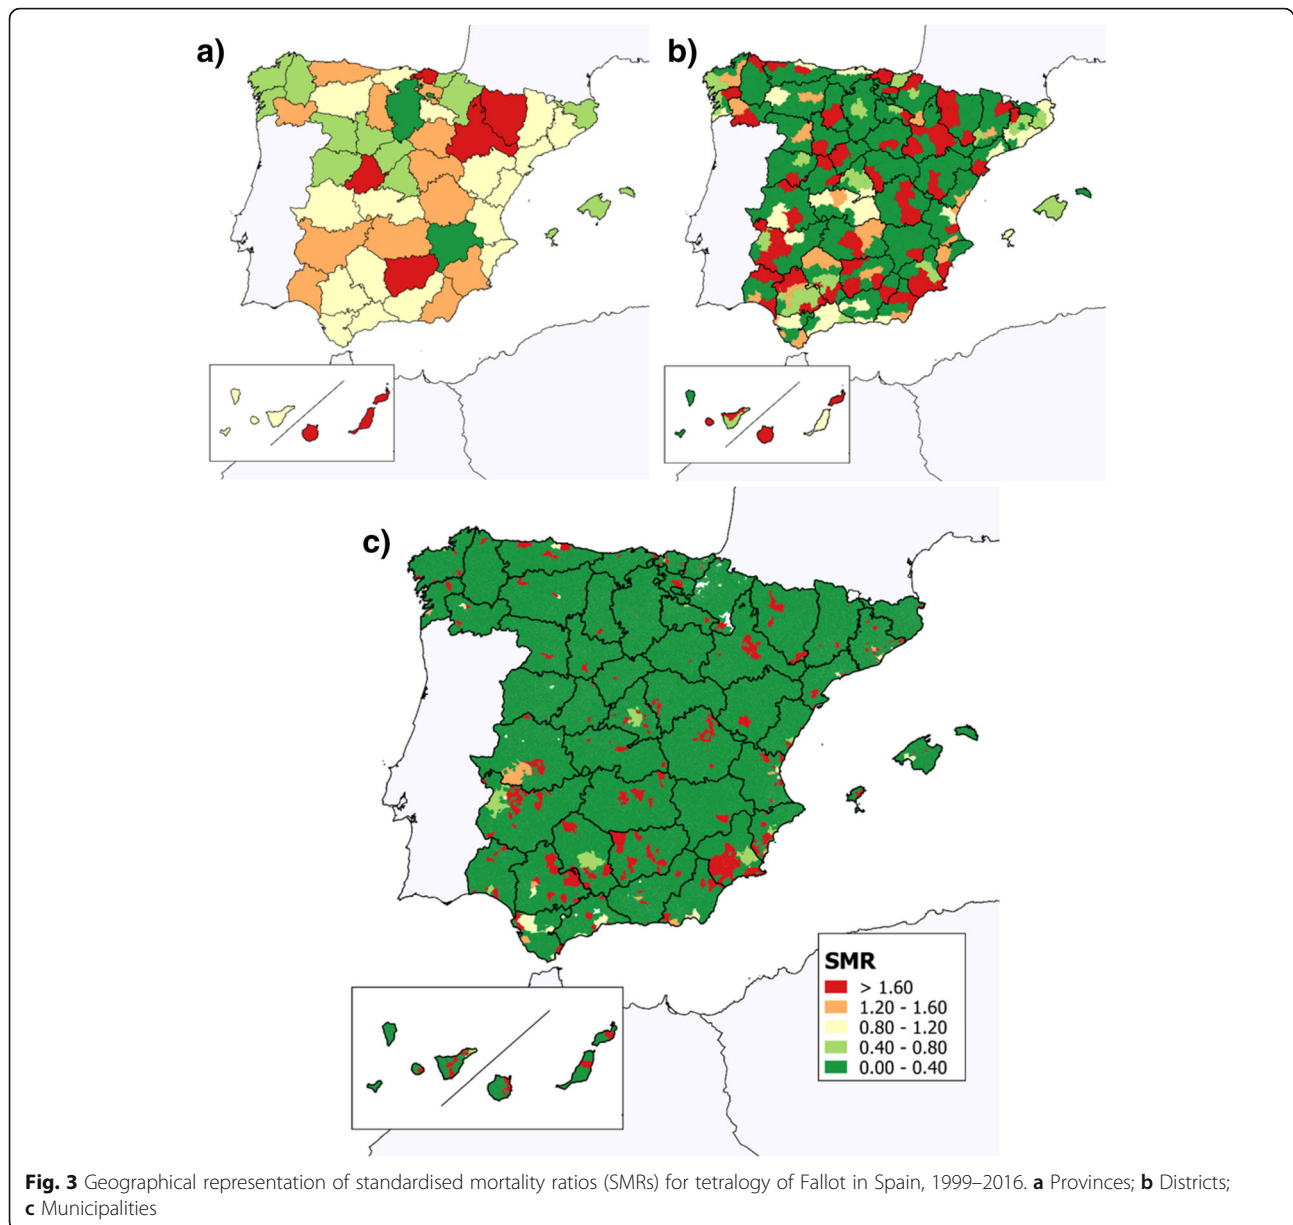 a)
b)
c)
SMR
> 1.60
1.20 - 1.60
0.80 - 1.20
0.40 - 0.80
0.00 - 0.40
Fig. 3 Geographical representation of standardised mortality ratios (SMRs) for tetralogy of Fallot in Spain, 1999–2016. a Provinces; b Districts;
c Municipalities